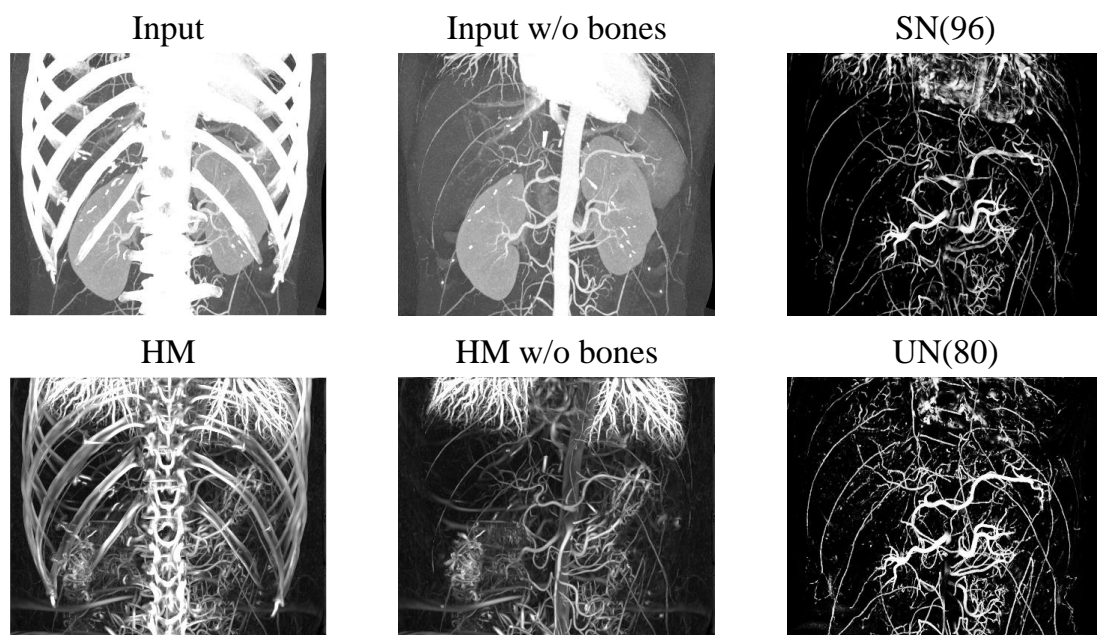 Input
Input w/o bones
SN(96)
HM
HM w/o bones
UN(80)